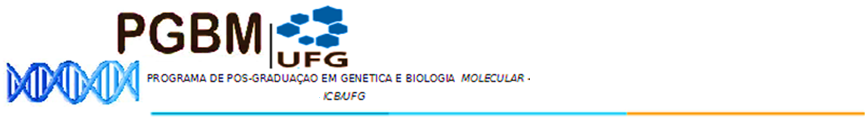 PGBM
UFG
PROGRAMA DE POS-GRADUAÇAO EM GENETICA E BIOLOGIA MOLECULAR -
ICB/UFG